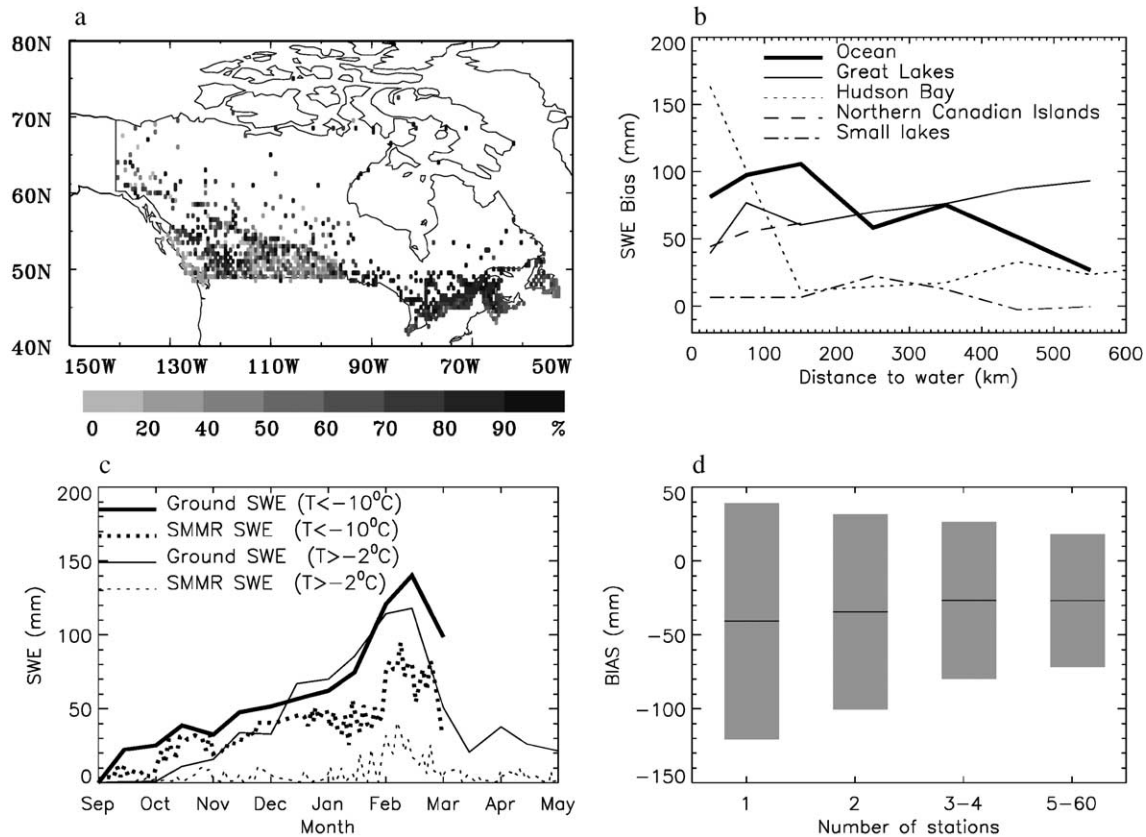 a
80N
70N
60N
50N
40N
150W 130W 110W 90W 70W 50W
0 20 40 50 60 70 80 90 %
b
200
150
100
50
0
SWE Bias (mm)
Ocean
Great Lakes
Hudson Bay
Northern Canadian Islands
Small lakes
0 100 200 300 400 500 600
Distance to water (km)
c
200
150
100
50
0
SWE (mm)
Ground SWE (T<−10⁰C)
SMMR SWE (T<−10⁰C)
Ground SWE (T>−2⁰C)
SMMR SWE (T>−2⁰C)
Sep Oct Nov Dec Jan Feb Mar Apr May
Month
d
50
0
−50
−100
−150
BIAS (mm)
1 2 3−4 5−60
Number of stations